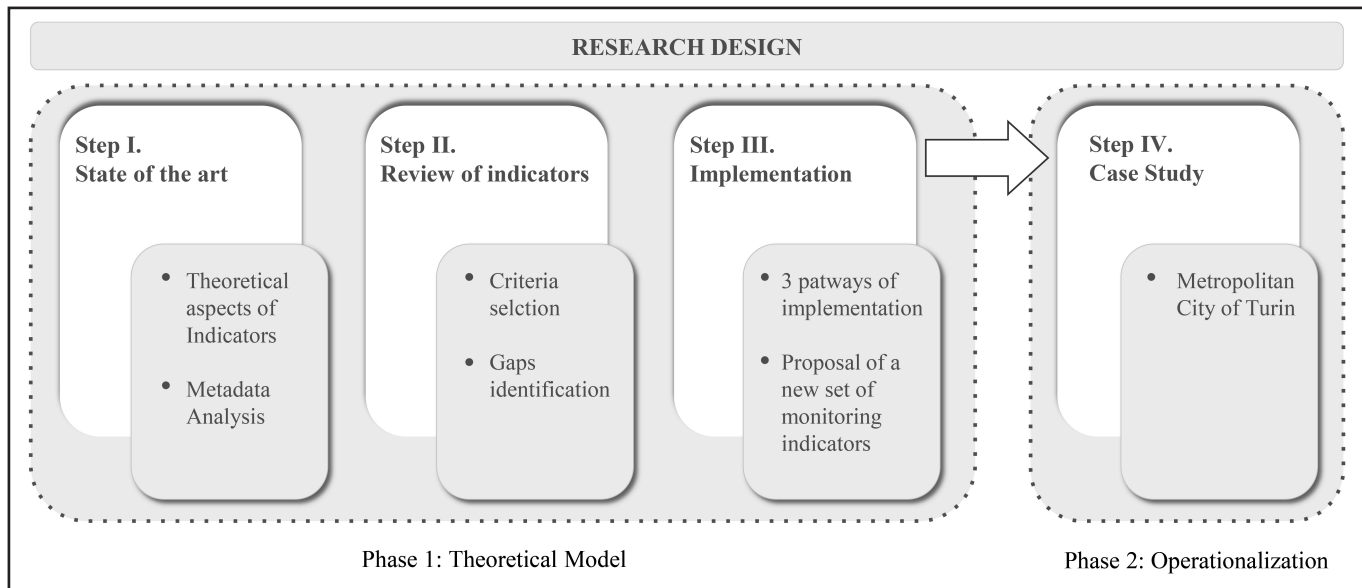 RESEARCH DESIGN
Step I.
State of the art
• Theoretical
aspects of
Indicators
• Metadata
Analysis
Step II.
Review of indicators
• Criteria
selction
• Gaps
identification
Step III.
Implementation
• 3 patways of
implementation
• Proposal of a
new set of
monitoring
indicators
Step IV.
Case Study
• Metropolitan
City of Turin
Phase 1: Theoretical Model
Phase 2: Operationalization